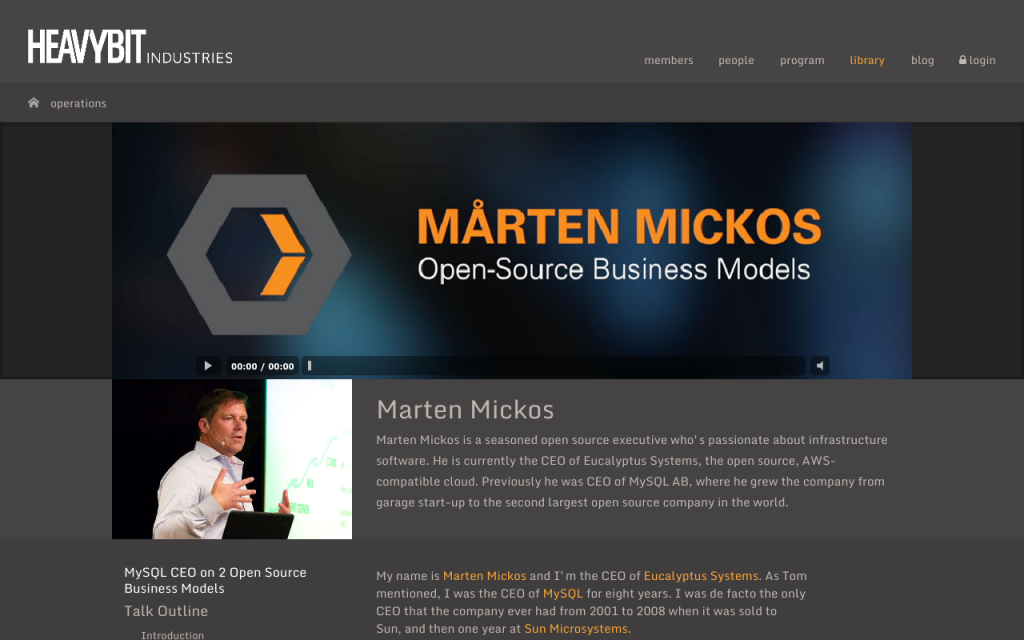 HEAVYBIT INDUSTRIES
members people program library blog login
operations
MÅRTEN MICKOS
Open-Source Business Models
00:00 / 00:00
Marten Mickos
Marten Mickos is a seasoned open source executive who's passionate about infrastructure
software. He is currently the CEO of Eucalyptus Systems, the open source, AWS-
compatible cloud. Previously he was CEO of MySQL AB, where he grew the company from
garage start-up to the second largest open source company in the world.
MySQL CEO on 2 Open Source
Business Models
Talk Outline
Introduction
My name is Marten Mickos and I'm the CEO of Eucalyptus Systems. As Tom
mentioned, I was the CEO of MySQL for eight years. I was de facto the only
CEO that the company ever had from 2001 to 2008 when it was sold to
Sun, and then one year at Sun Microsystems.